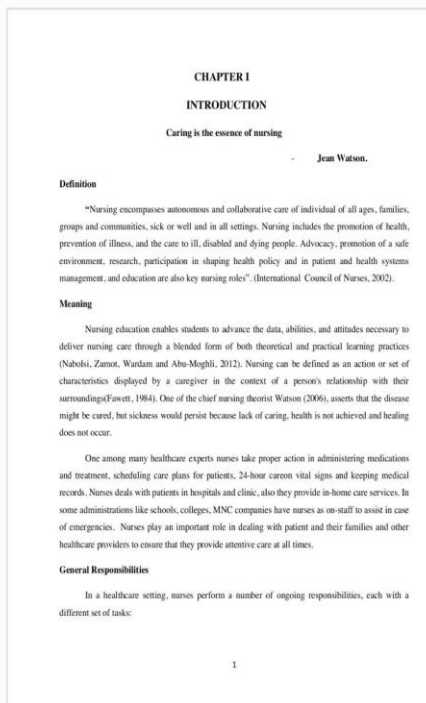 CHAPTER I
INTRODUCTION
Caring is the essence of nursing
- Jean Watson.
Definition
“Nursing encompasses autonomous and collaborative care of individual of all ages, families,
groups and communities, sick or well and in all settings. Nursing includes the promotion of health,
prevention of illness, and the care to ill, disabled and dying people. Advocacy, promotion of a safe
environment, research, participation in shaping health policy and in patient and health systems
management, and education are also key nursing roles”. (International Council of Nurses, 2002).
Meaning
Nursing education enables students to advance the data, abilities, and attitudes necessary to
deliver nursing care through a blended form of both theoretical and practical learning practices
(Nabolsi, Zumot, Wardam and Abu-Moghli, 2012). Nursing can be defined as an action or set of
characteristics displayed by a caregiver in the context of a person's relationship with their
surroundings(Fawett, 1984). One of the chief nursing theorist Watson (2006), asserts that the disease
might be cured, but sickness would persist because lack of caring, health is not achieved and healing
does not occur.
One among many healthcare experts nurses take proper action in administering medications
and treatment, scheduling care plans for patients, 24-hour careon vital signs and keeping medical
records. Nurses deals with patients in hospitals and clinic, also they provide in-home care services. In
some administrations like schools, colleges, MNC companies have nurses as on-staff to assist in case
of emergencies. Nurses play an important role in dealing with patient and their families and other
healthcare providers to ensure that they provide attentive care at all times.
General Responsibilities
In a healthcare setting, nurses perform a number of ongoing responsibilities, each with a
different set of tasks:
1